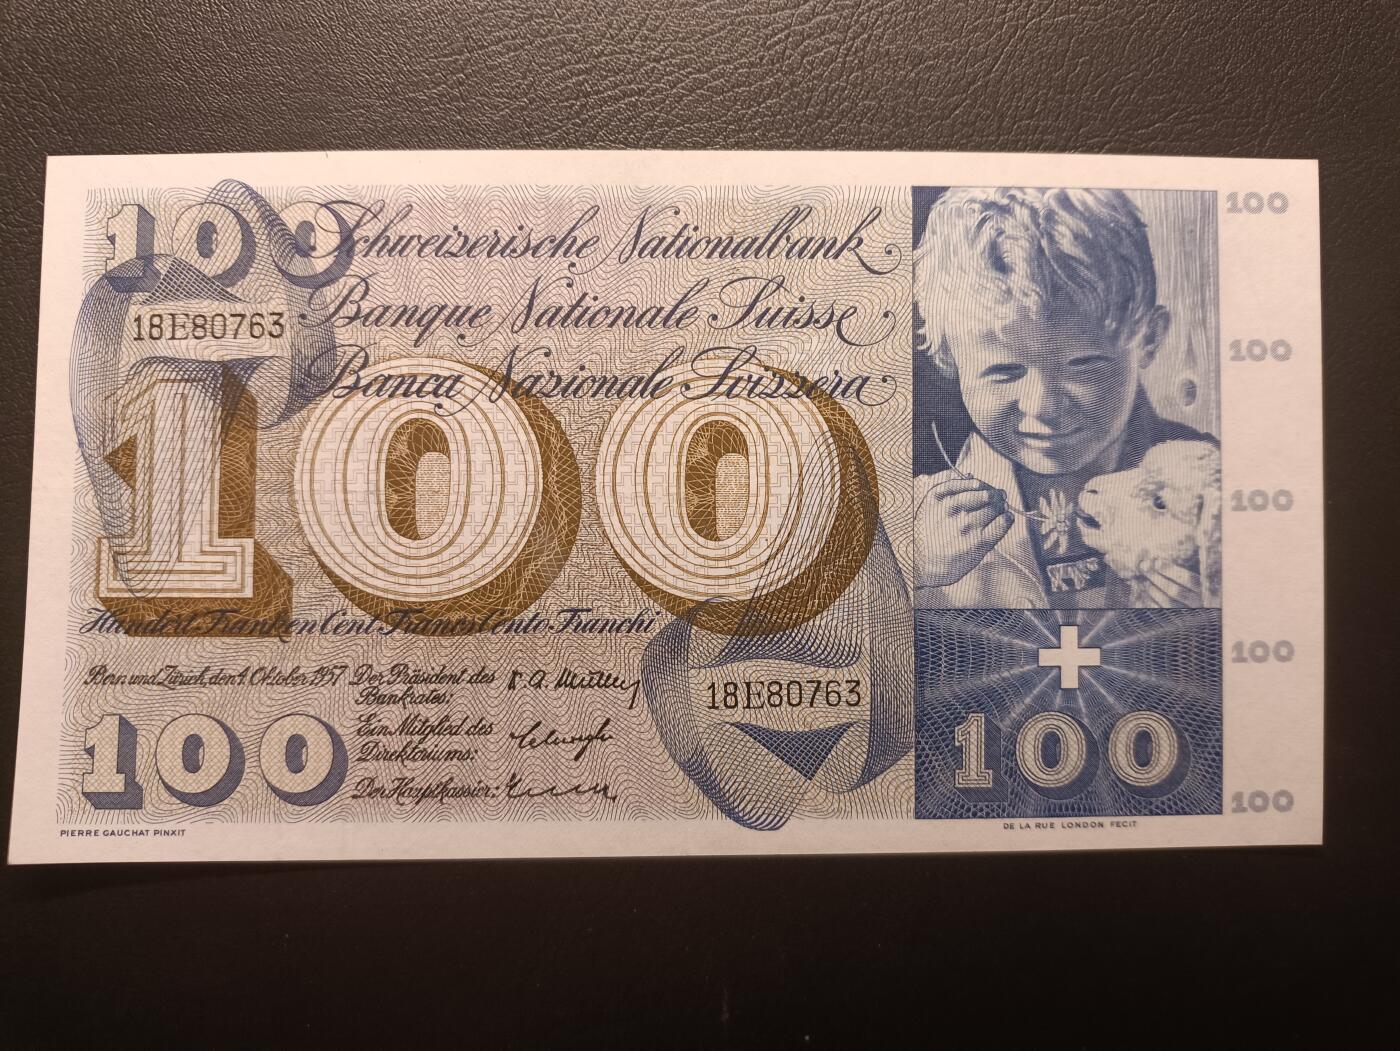 100
Schweizerische Nationalbank
Banque Nationale Suisse
Banca Nazionale Svizzera
18E80763
100
Hundert Franken Cent Francs Cento Franchi
Bern und Zürich, den 4. Oktober 1957
Der Präsident des
Bankrates:
Ein Mitglied des
Direktoriums:
Der Hauptkassier:
18E80763
100
100
100
100
100
100
100
PIERRE GAUCHAT PINXIT
DE LA RUE LONDON FECIT